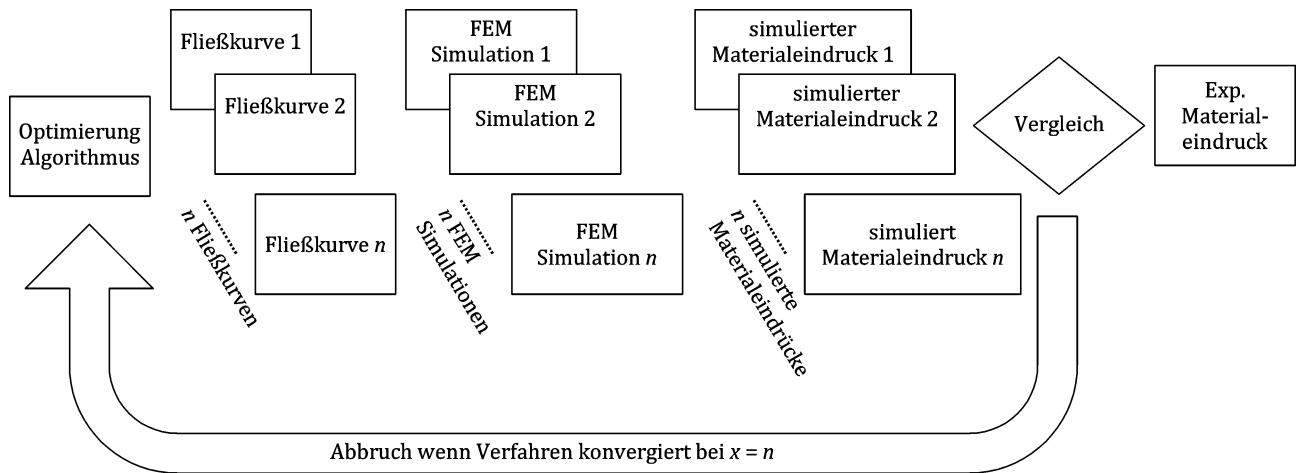 Optimierung
Algorithmus
Fließkurve 1
Fließkurve 2
n Fließkurven
Fließkurve n
FEM
Simulation 1
FEM
Simulation 2
n FEM
Simulationen
FEM
Simulation n
simulierter
Materialeindruck 1
simulierter
Materialeindruck 2
n simulierte
Materialeindrücke
simuliert
Materialeindruck n
Vergleich
Exp.
Material-
eindruck
Abbruch wenn Verfahren konvergiert bei x = n